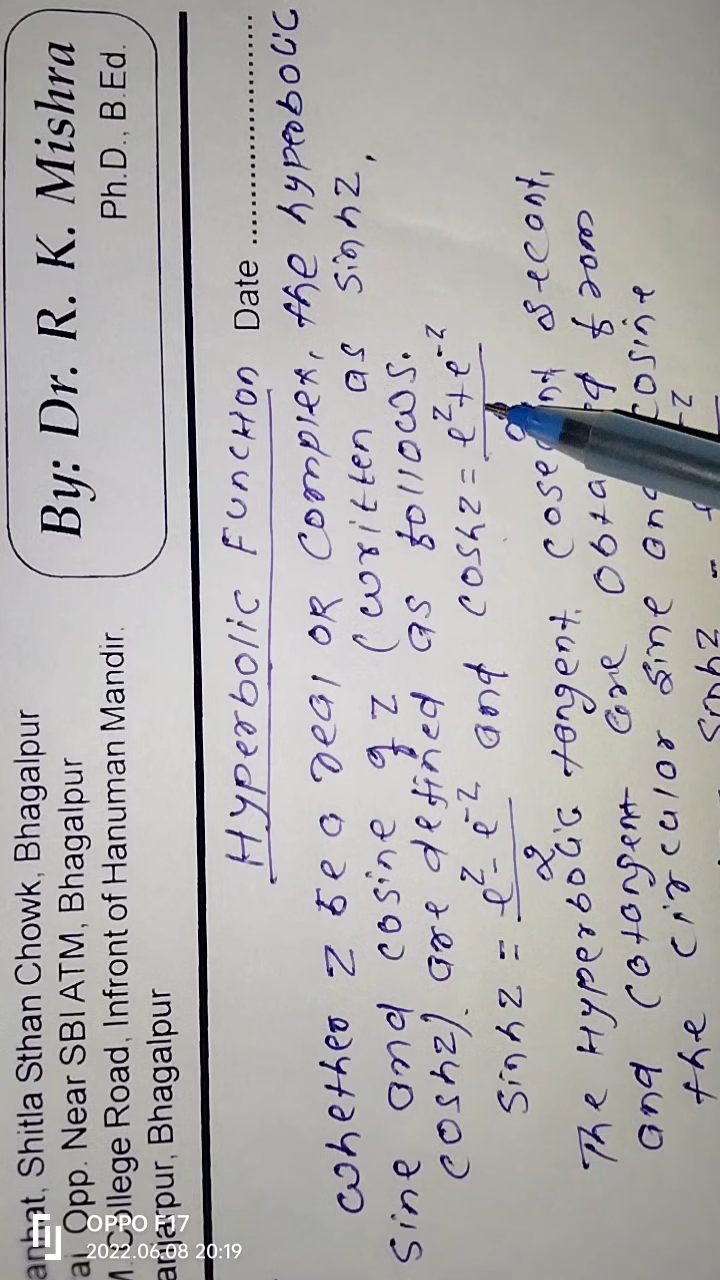 anhat, Shitla Sthan Chowk, Bhagalpur
a, Opp. Near SBI ATM, Bhagalpur
M. College Road, Infront of Hanuman Mandir.
anjarpur, Bhagalpur
By: Dr. R. K. Mishra
Ph.D., B.Ed.
Date
Hyperbolic Function
Whether z be a real or complex, the hyperbolic
sine and cosine of z (written as sinhz,
coshz) are defined as follows.
sinhz = e^z - e^-z / 2 and coshz = e^z + e^-z
The Hyperbolic tangent, secant,
and cotangent are from
the circular sine and cosine
sinhz =
OPPO F17
2022.06.08 20:19